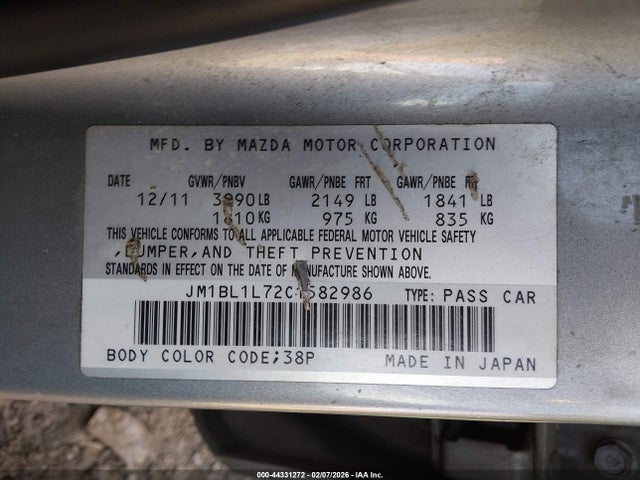 MFD. BY MAZDA MOTOR CORPORATION
DATE GVWR/PNBV GAWR/PNBE FRT GAWR/PNBE
12/11 LB 2149 LB 1841 LB
KG 975 KG 835 KG
THIS VEHICLE CONFORMS TO ALL APPLICABLE FEDERAL MOTOR VEHICLE SAFETY
,BUMPER,AND THEFT PREVENTION
STANDARDS IN EFFECT ON THE DATE OF MANUFACTURE SHOWN ABOVE.
TYPE: PASS CAR
BODY COLOR CODE;38P MADE IN JAPAN
000-44331272 - 02/07/2026 - IAA Inc.